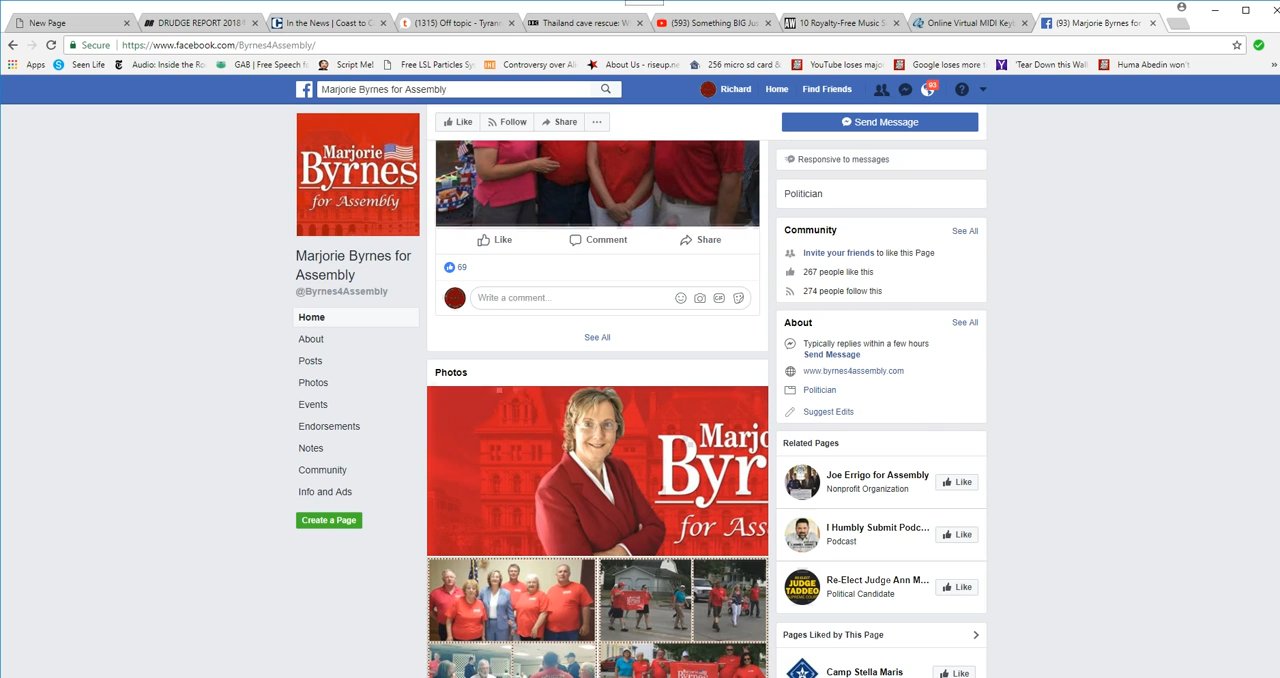 New Page
DRUDGE REPORT 2018®
In the News | Coast to C
(1315) Off topic - Tyrann
Thailand cave rescue: W
(593) Something BIG Jus
10 Royalty-Free Music S
Online Virtual MIDI Key
(93) Marjorie Byrnes for
Secure
https://www.facebook.com/Byrnes4Assembly/
Apps
Seen Life
Audio: Inside the Ro
GAB | Free Speech f
Script Me!
Free LSL Particles Sy
Controversy over Ali
About Us - riseup.ne
256 micro sd card &
YouTube loses majo
Google loses more
'Tear Down this Wall
Huma Abedin won't
»
Marjorie Byrnes for Assembly
Richard
Home
Find Friends
93
Marjorie
Byrnes
for Assembly
Marjorie Byrnes for
Assembly
@Byrnes4Assembly
Home
About
Posts
Photos
Events
Endorsements
Notes
Community
Info and Ads
Create a Page
Like
Follow
Share
...
Send Message
Like
Comment
Share
69
Write a comment...
See All
Photos
Marjo
Byr
for Ass
Responsive to messages
Politician
Community
See All
Invite your friends to like this Page
267 people like this
274 people follow this
About
See All
Typically replies within a few hours
Send Message
www.byrnes4assembly.com
Politician
Suggest Edits
Related Pages
Joe Errigo for Assembly
Nonprofit Organization
Like
I Humbly Submit Podc...
Podcast
Like
RE-ELECT
JUDGE
TADDEO
Re-Elect Judge Ann M...
Political Candidate
Like
Pages Liked by This Page
Camp Stella Maris
Like
Byrnes